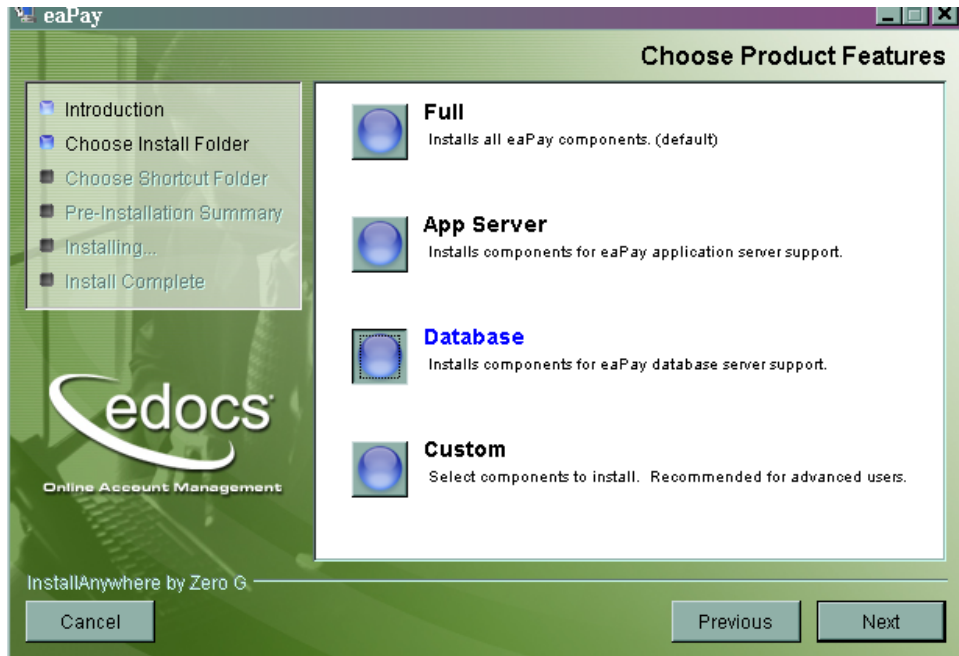 eaPay
Choose Product Features
Introduction
Choose Install Folder
Choose Shortcut Folder
Pre-Installation Summary
Installing...
Install Complete
Full
Installs all eaPay components. (default)
App Server
Installs components for eaPay application server support.
Database
Installs components for eaPay database server support.
Custom
Select components to install. Recommended for advanced users.
edocs
Online Account Management
InstallAnywhere by Zero G
Cancel
Previous
Next